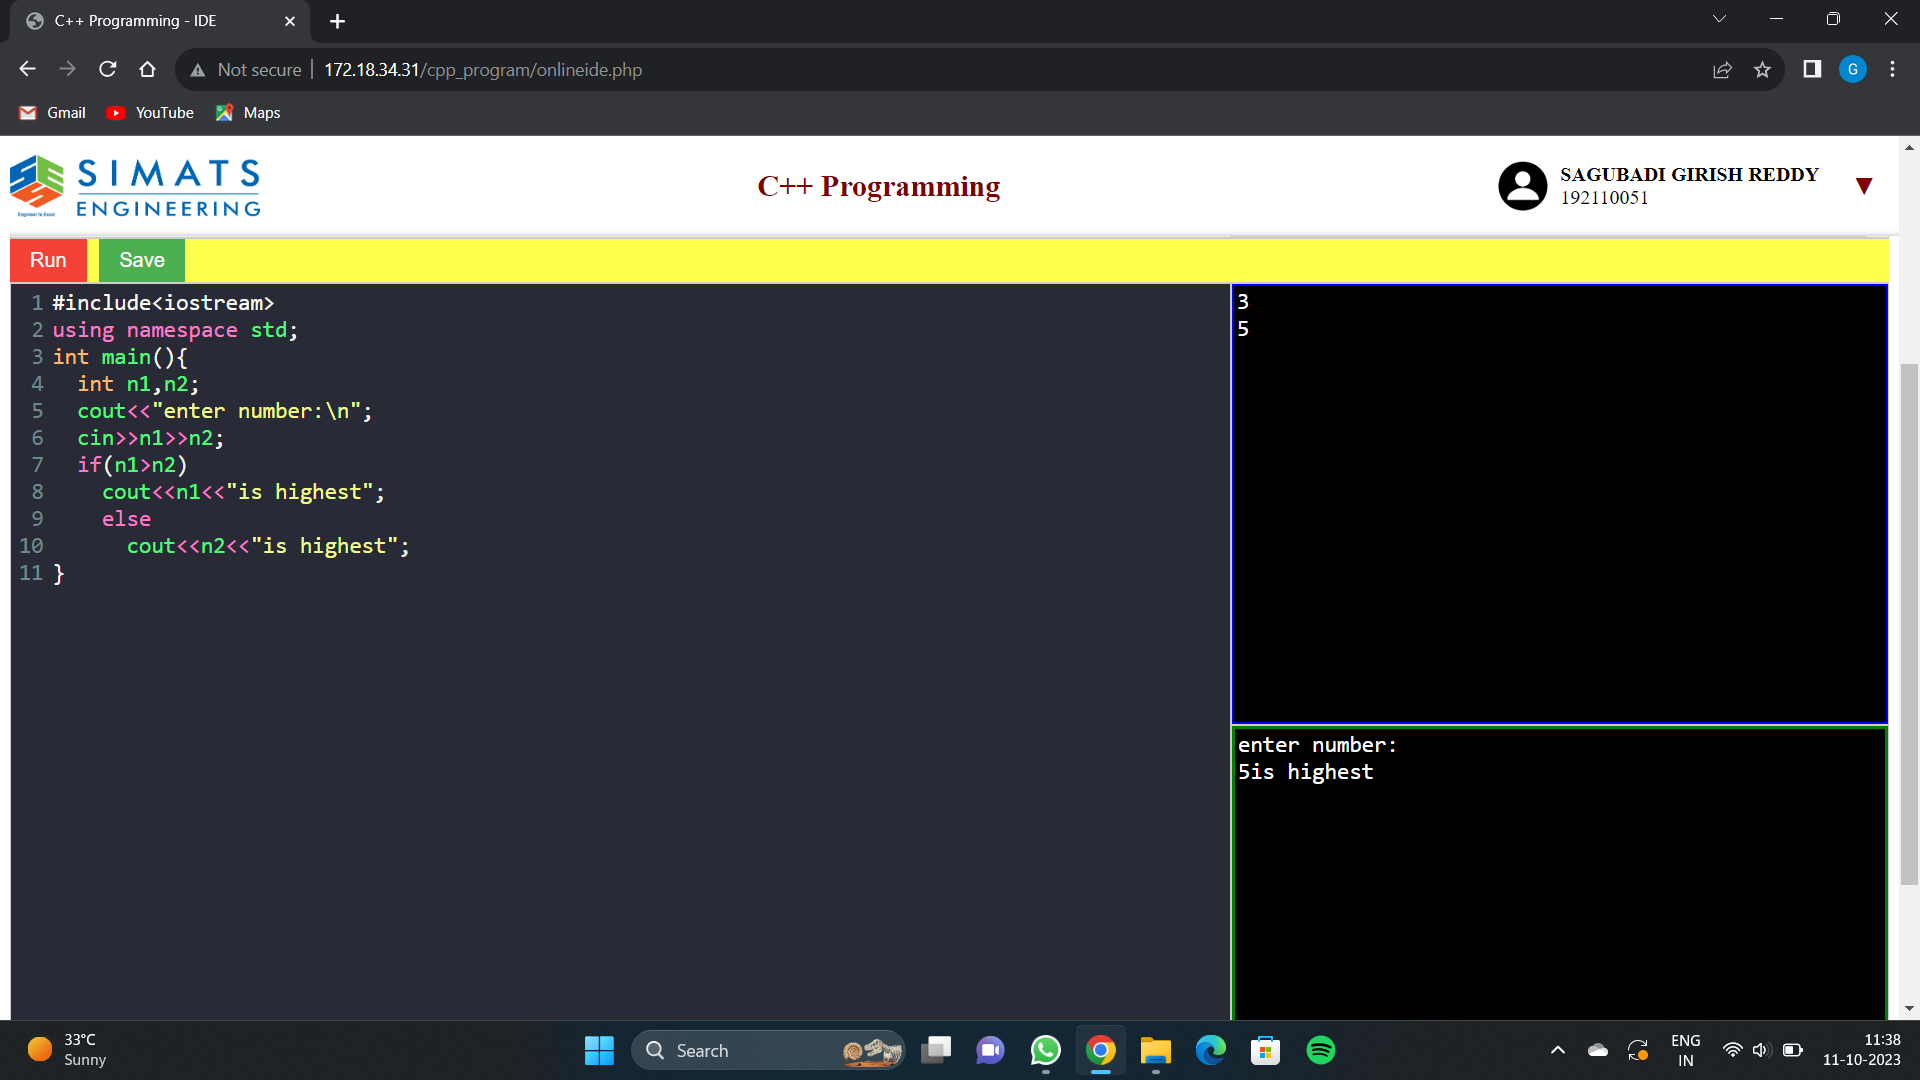 C++ Programming - IDE
Not secure
172.18.34.31/cpp_program/onlineide.php
G
Gmail
YouTube
Maps
SIMATS
ENGINEERING
Engineer to Excel
C++ Programming
SAGUBADI GIRISH REDDY
192110051
Run
Save
1 #include<iostream>
2 using namespace std;
3 int main(){
4   int n1,n2;
5   cout<<"enter number:\n";
6   cin>>n1>>n2;
7   if(n1>n2)
8     cout<<n1<<"is highest";
9     else
10       cout<<n2<<"is highest";
11 }
3
5
enter number:
5is highest
33°C
Sunny
Search
ENG
IN
11:38
11-10-2023